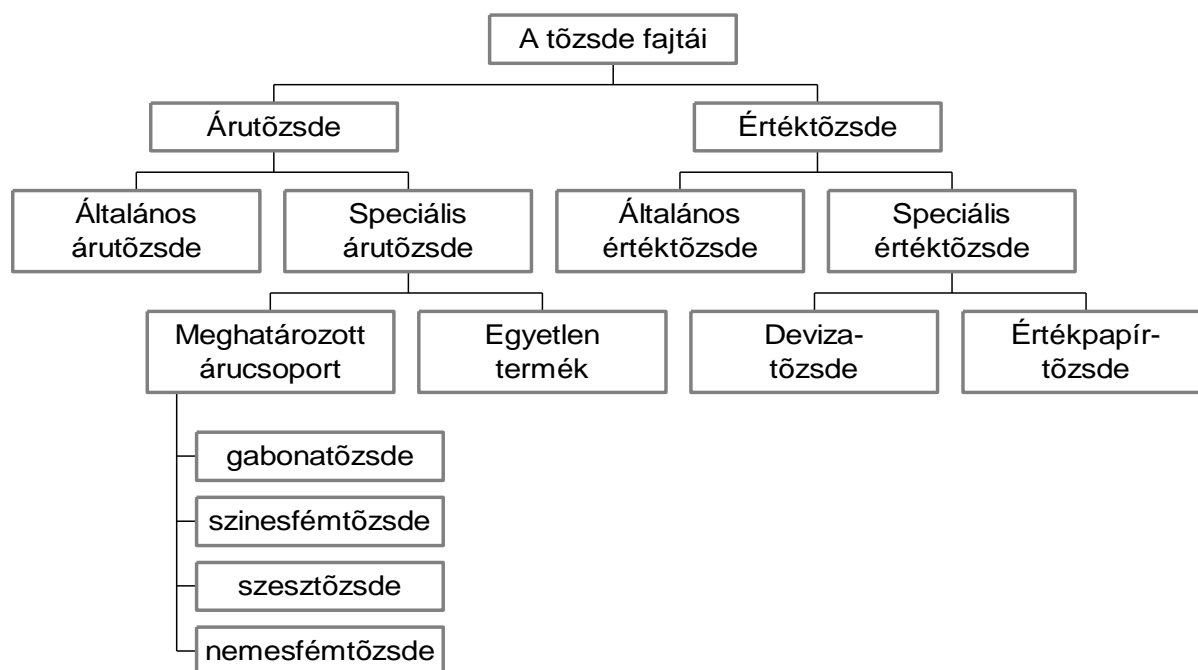 A tõzsde fajtái
Árutõzsde
Értéktõzsde
Általános
árutõzsde
Speciális
árutõzsde
Általános
értéktõzsde
Speciális
értéktõzsde
Meghatározott
árucsoport
Egyetlen
termék
Deviza-
tõzsde
Értékpapír-
tõzsde
gabonatõzsde
szinesfémtõzsde
szesztõzsde
nemesfémtõzsde